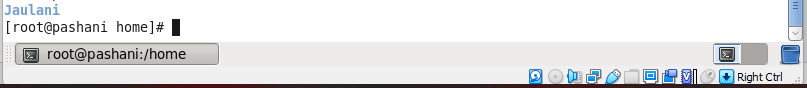 Jaulani
[root@pashani home]#
root@pashani:/home
Right Ctrl